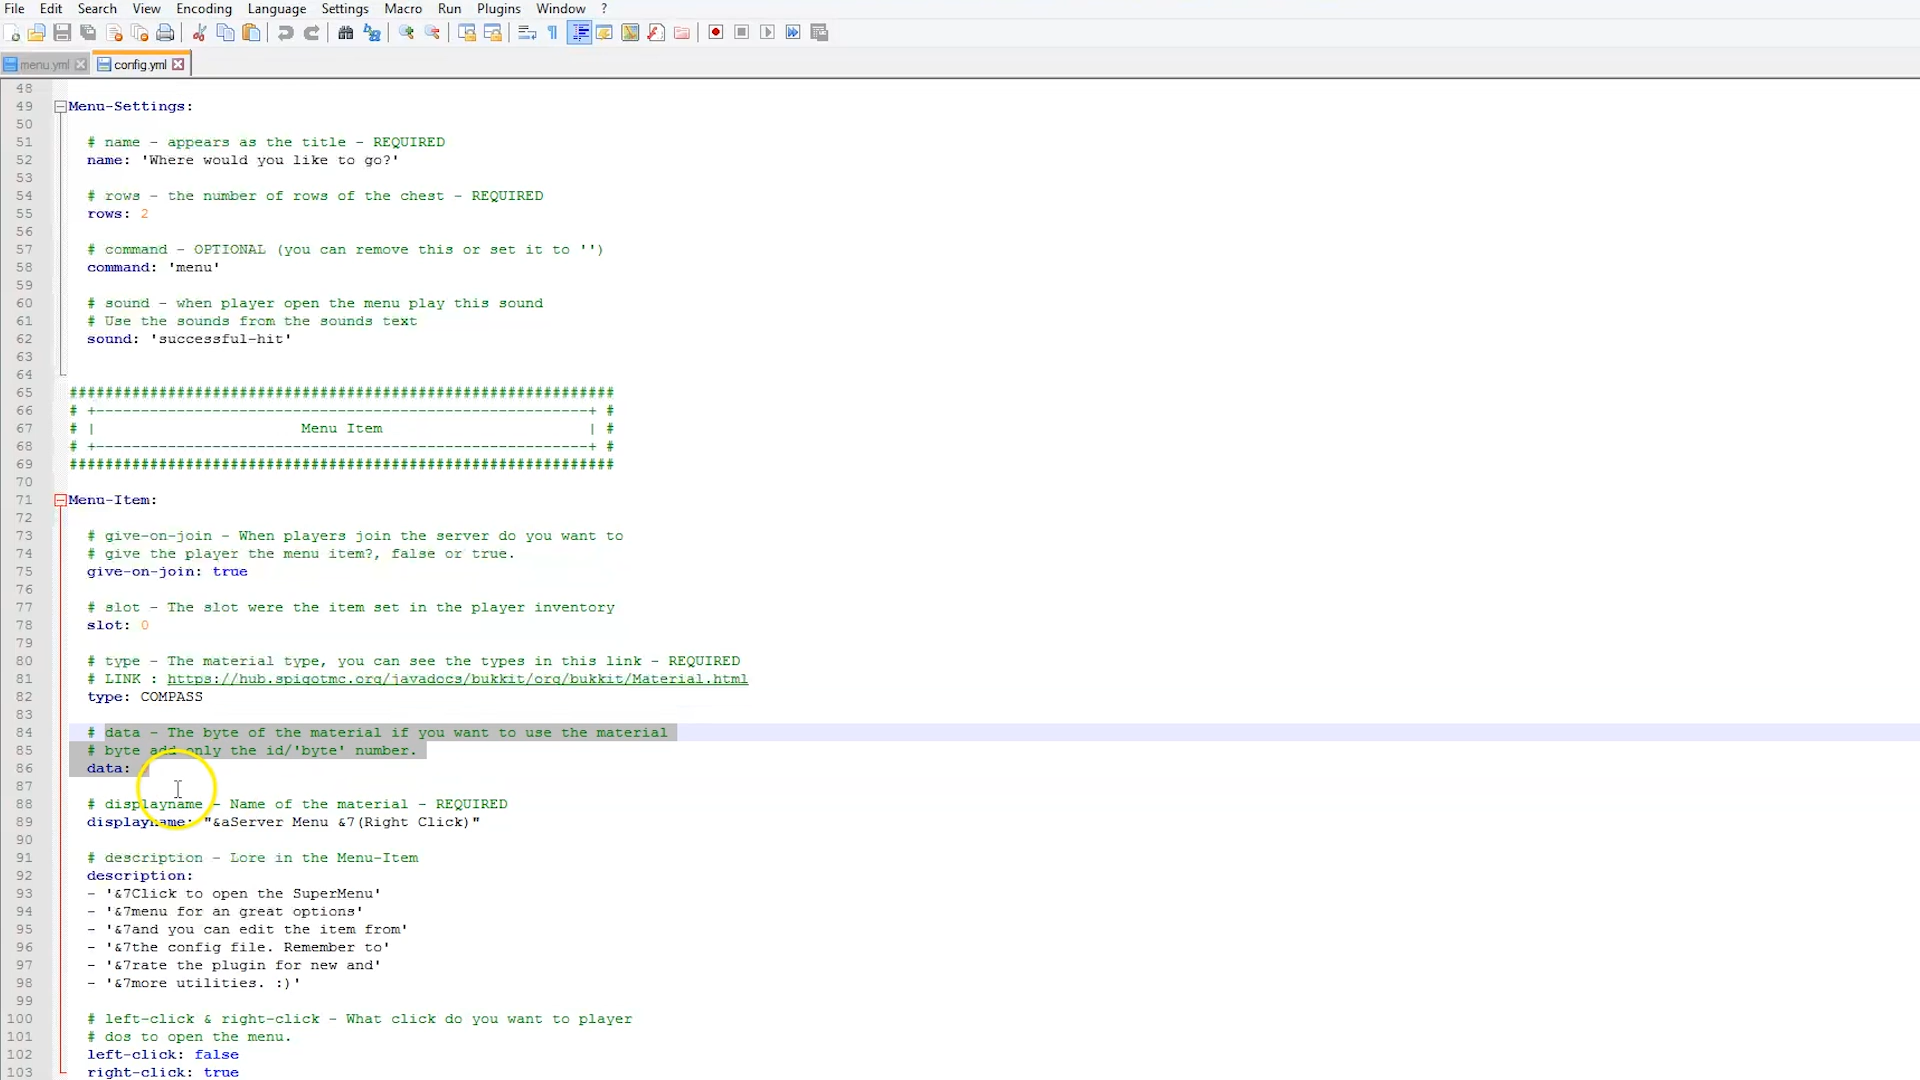 File Edit Search View Encoding Language Settings Macro Run Plugins Window ?
menu.yml config.yml
48
49 Menu-Settings:
50
51 # name - appears as the title - REQUIRED
52 name: 'Where would you like to go?'
53
54 # rows - the number of rows of the chest - REQUIRED
55 rows: 2
56
57 # command - OPTIONAL (you can remove this or set it to '')
58 command: 'menu'
59
60 # sound - when player open the menu play this sound
61 # Use the sounds from the sounds text
62 sound: 'successful-hit'
63
64
65 #############################################################
66 # +-------------------------------------------------------+ #
67 # | Menu Item | #
68 # +-------------------------------------------------------+ #
69 #############################################################
70
71 Menu-Item:
72
73 # give-on-join - When players join the server do you want to
74 # give the player the menu item?, false or true.
75 give-on-join: true
76
77 # slot - The slot were the item set in the player inventory
78 slot: 0
79
80 # type - The material type, you can see the types in this link - REQUIRED
81 # LINK : https://hub.spigotmc.org/javadocs/bukkit/org/bukkit/Material.html
82 type: COMPASS
83
84 # data - The byte of the material if you want to use the material
85 # byte add only the id/'byte' number.
86 data:
87
88 # displayname - Name of the material - REQUIRED
89 displayname: "&aServer Menu &7(Right Click)"
90
91 # description - Lore in the Menu-Item
92 description:
93 - '&7Click to open the SuperMenu'
94 - '&7menu for an great options'
95 - '&7and you can edit the item from'
96 - '&7the config file. Remember to'
97 - '&7rate the plugin for new and'
98 - '&7more utilities. :)'
99
100 # left-click & right-click - What click do you want to player
101 # dos to open the menu.
102 left-click: false
103 right-click: true